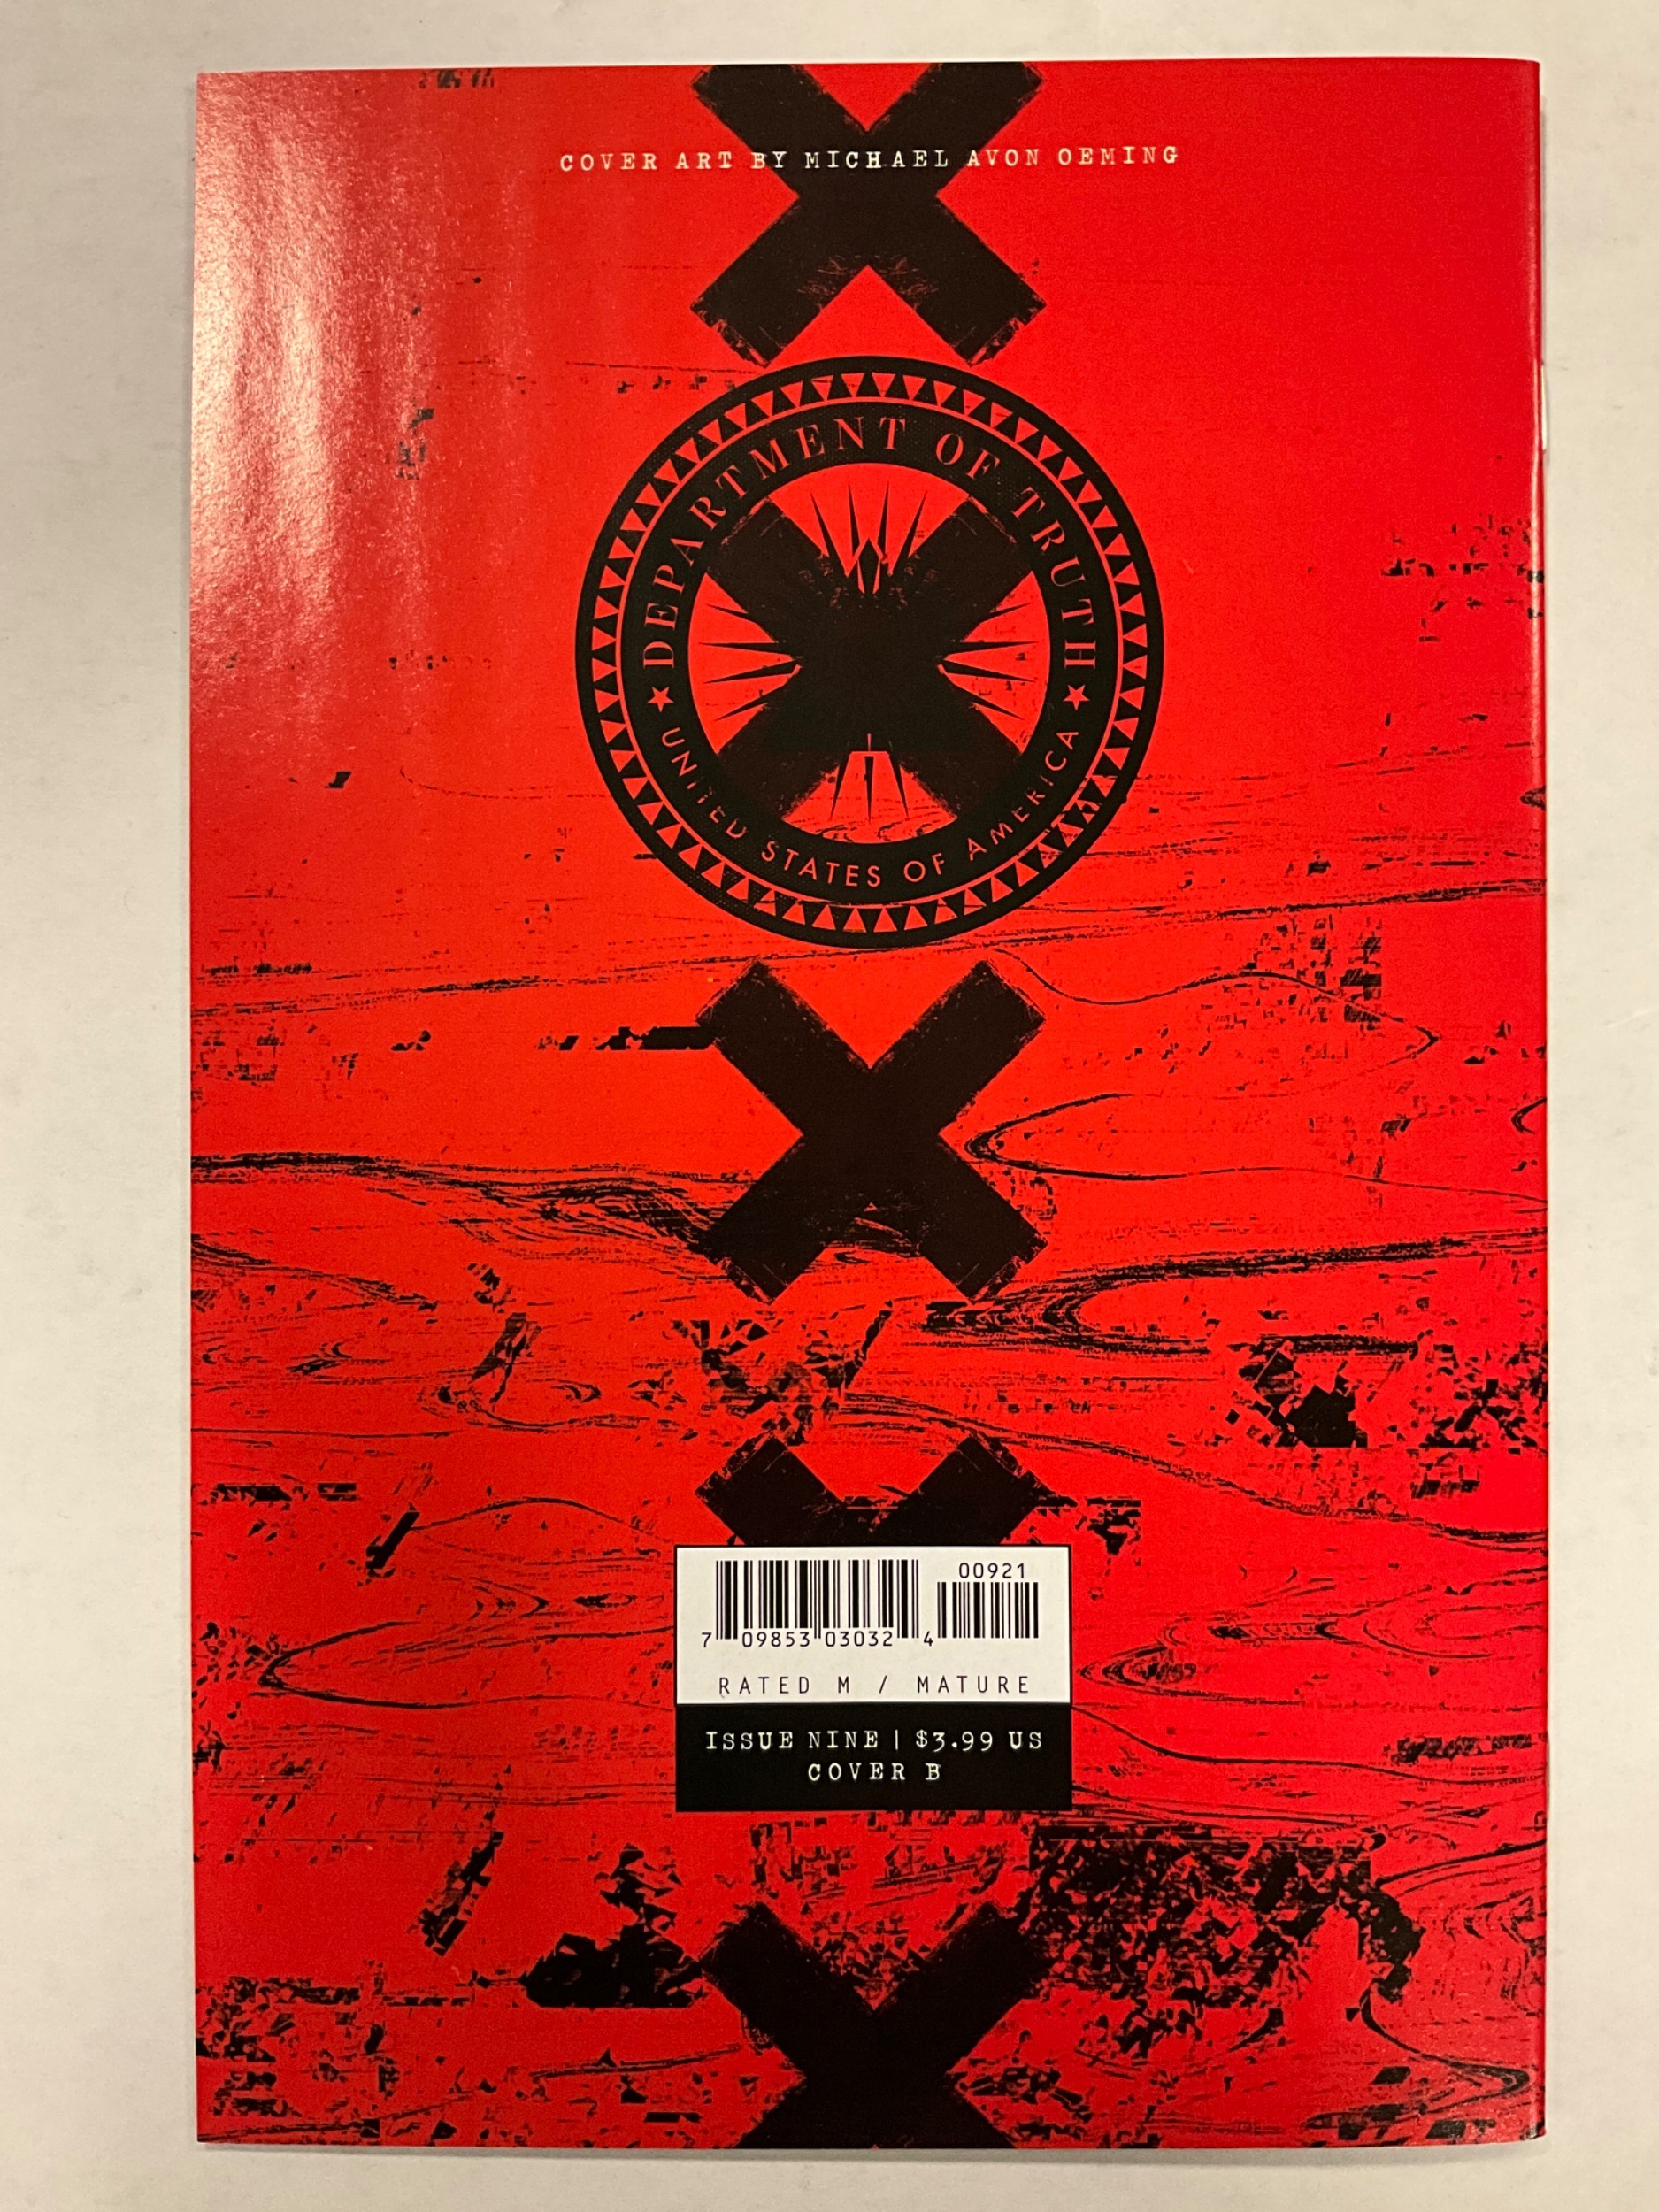 COVER ART BY MICHAEL AVON OEMING
DEPARTMENT OF TRUTH
UNITED STATES OF AMERICA
00921
7 09853 03032 4
RATED M / MATURE
ISSUE NINE | $3.99 US
COVER B